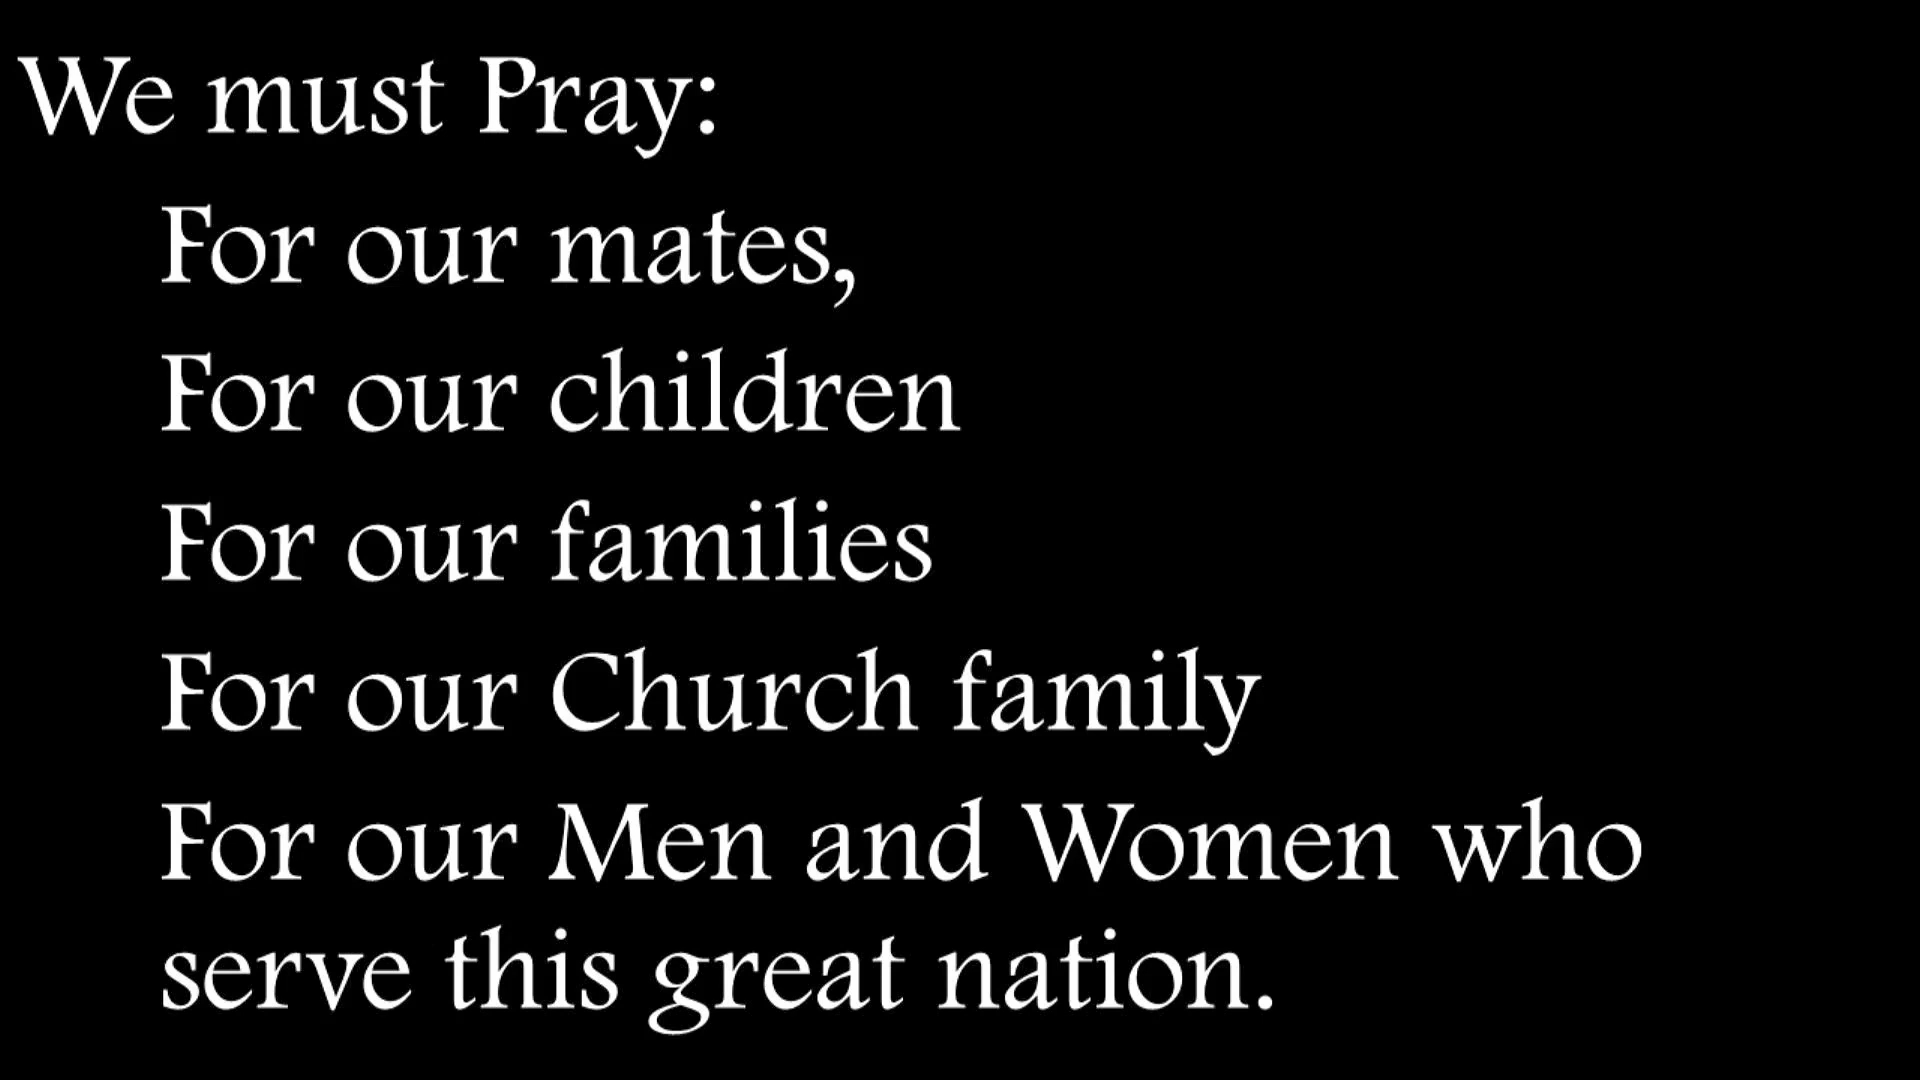 We must Pray:
For our mates,
For our children
For our families
For our Church family
For our Men and Women who
serve this great nation.